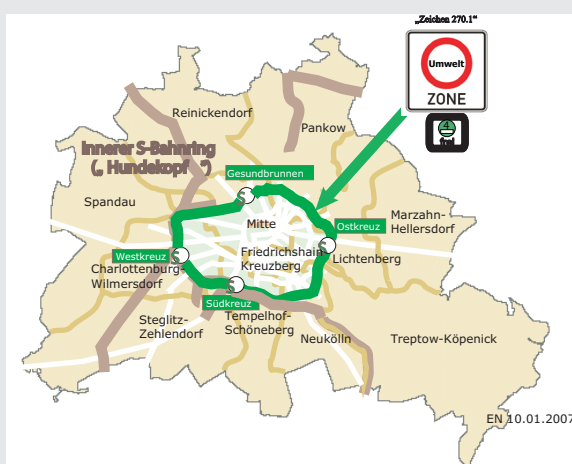 „Zeichen 270.1“
Umwelt
ZONE
4
frei
Reinickendorf
Pankow
Innerer S-Bahnring
(„ Hundekopf “)
Gesundbrunnen
Spandau
S
Mitte
Marzahn-
Hellersdorf
Ostkreuz
S
Westkreuz
S
Friedrichshain
Kreuzberg
Lichtenberg
Charlottenburg-
Wilmersdorf
S
Südkreuz
Tempelhof-
Schöneberg
Steglitz-
Zehlendorf
Neukölln
Treptow-Köpenick
EN 10.01.2007